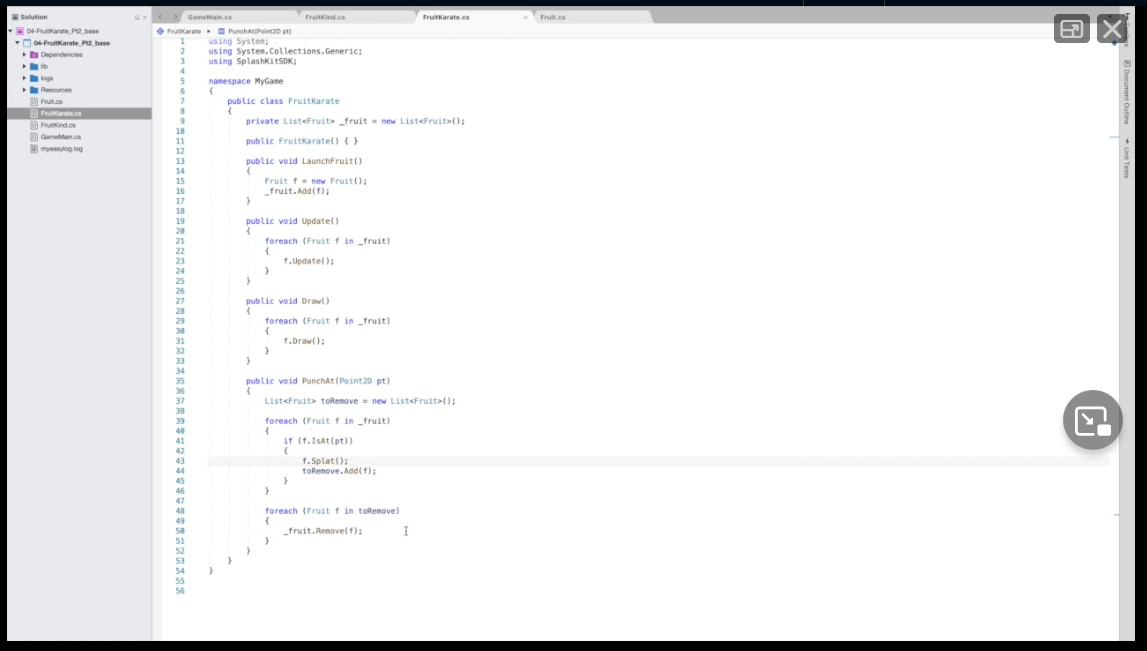 Solution
04-FruitKarate_Pt2_base
04-FruitKarate_Pt2_base
Dependencies
lib
logs
Resources
Fruit.cs
FruitKarate.cs
FruitKind.cs
GameMain.cs
myeasylog.log
GameMain.cs
FruitKind.cs
FruitKarate.cs
Fruit.cs
FruitKarate
PunchAt(Point2D pt)
1 using System;
2 using System.Collections.Generic;
3 using SplashKitSDK;
4
5 namespace MyGame
6 {
7 public class FruitKarate
8 {
9 private List<Fruit> _fruit = new List<Fruit>();
10
11 public FruitKarate() { }
12
13 public void LaunchFruit()
14 {
15 Fruit f = new Fruit();
16 _fruit.Add(f);
17 }
18
19 public void Update()
20 {
21 foreach (Fruit f in _fruit)
22 {
23 f.Update();
24 }
25 }
26
27 public void Draw()
28 {
29 foreach (Fruit f in _fruit)
30 {
31 f.Draw();
32 }
33 }
34
35 public void PunchAt(Point2D pt)
36 {
37 List<Fruit> toRemove = new List<Fruit>();
38
39 foreach (Fruit f in _fruit)
40 {
41 if (f.IsAt(pt))
42 {
43 f.Splat();
44 toRemove.Add(f);
45 }
46 }
47
48 foreach (Fruit f in toRemove)
49 {
50 _fruit.Remove(f);
51 }
52 }
53 }
54 }
55
56
Document Outline
Unit Tests